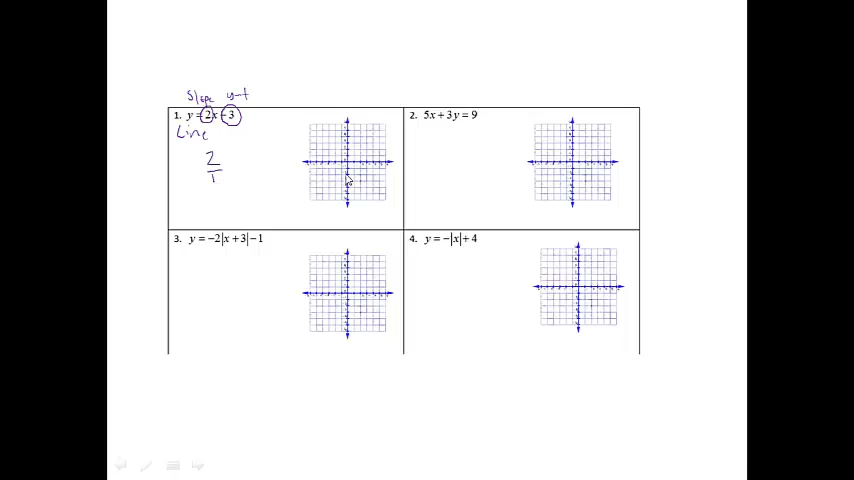 Slope y-int
1. y = 2x − 3
Line
2
1
2. 5x + 3y = 9
3. y = −2|x + 3| − 1
4. y = −|x| + 4